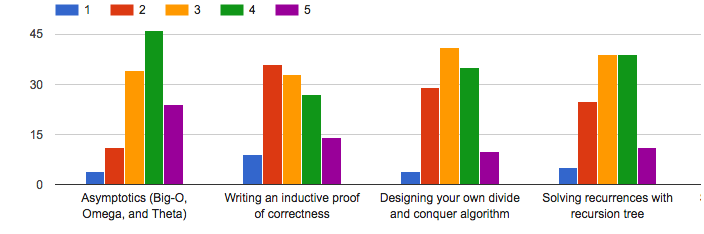 1 2 3 4 5
45
30
15
0
Asymptotics (Big-O,
Omega, and Theta)
Writing an inductive proof
of correctness
Designing your own divide
and conquer algorithm
Solving recurrences with
recursion tree